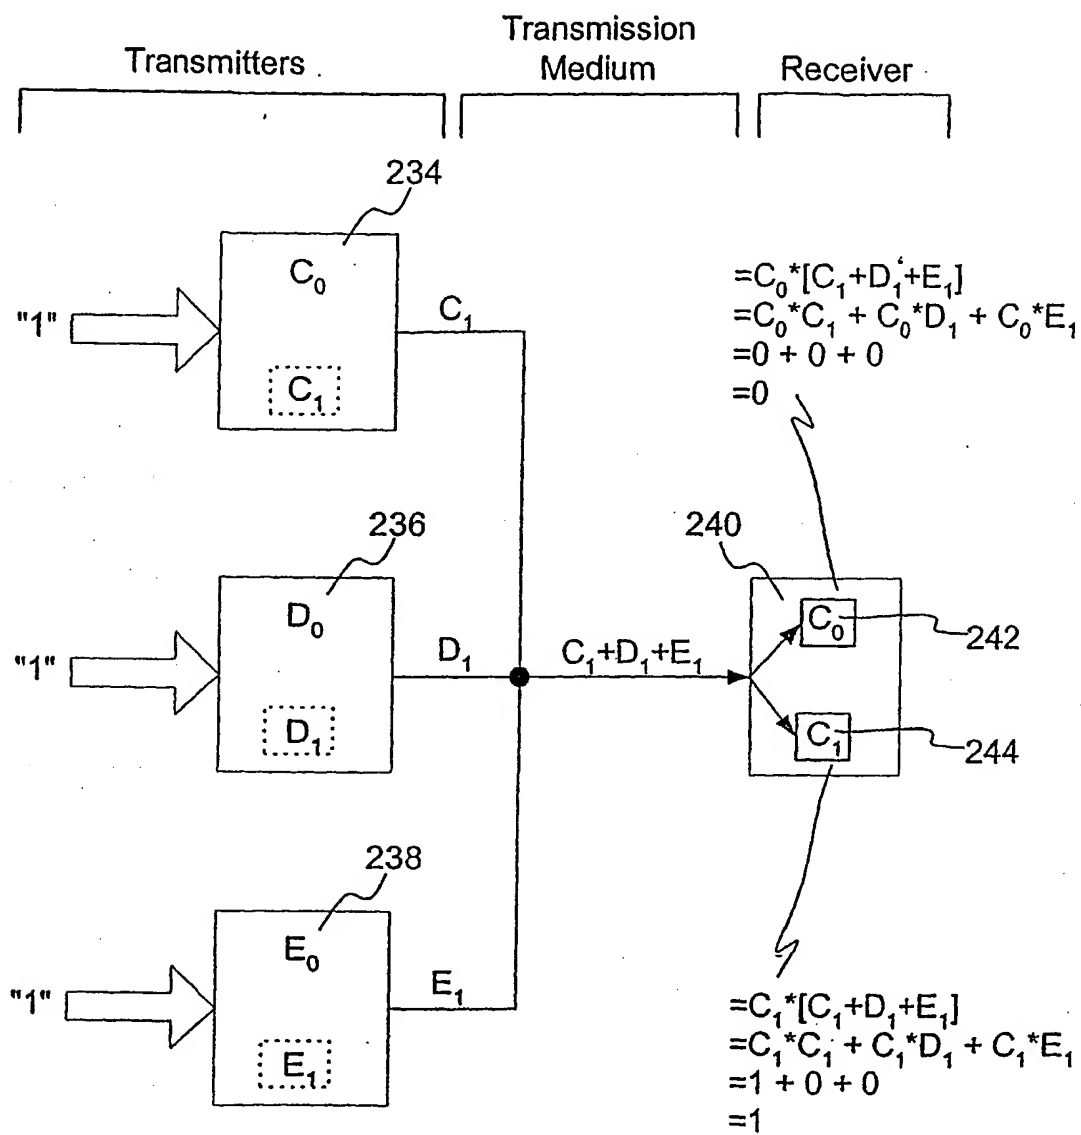 Transmitters
Transmission
Medium
Receiver
234
C₀
"1"
C₁
C₁
=C₀*[C₁+D₁+E₁]
=C₀*C₁ + C₀*D₁ + C₀*E₁
=0 + 0 + 0
=0
236
D₀
"1"
D₁
D₁
C₁+D₁+E₁
240
C₀
242
C₁
244
238
E₀
"1"
E₁
E₁
=C₁*[C₁+D₁+E₁]
=C₁*C₁ + C₁*D₁ + C₁*E₁
=1 + 0 + 0
=1